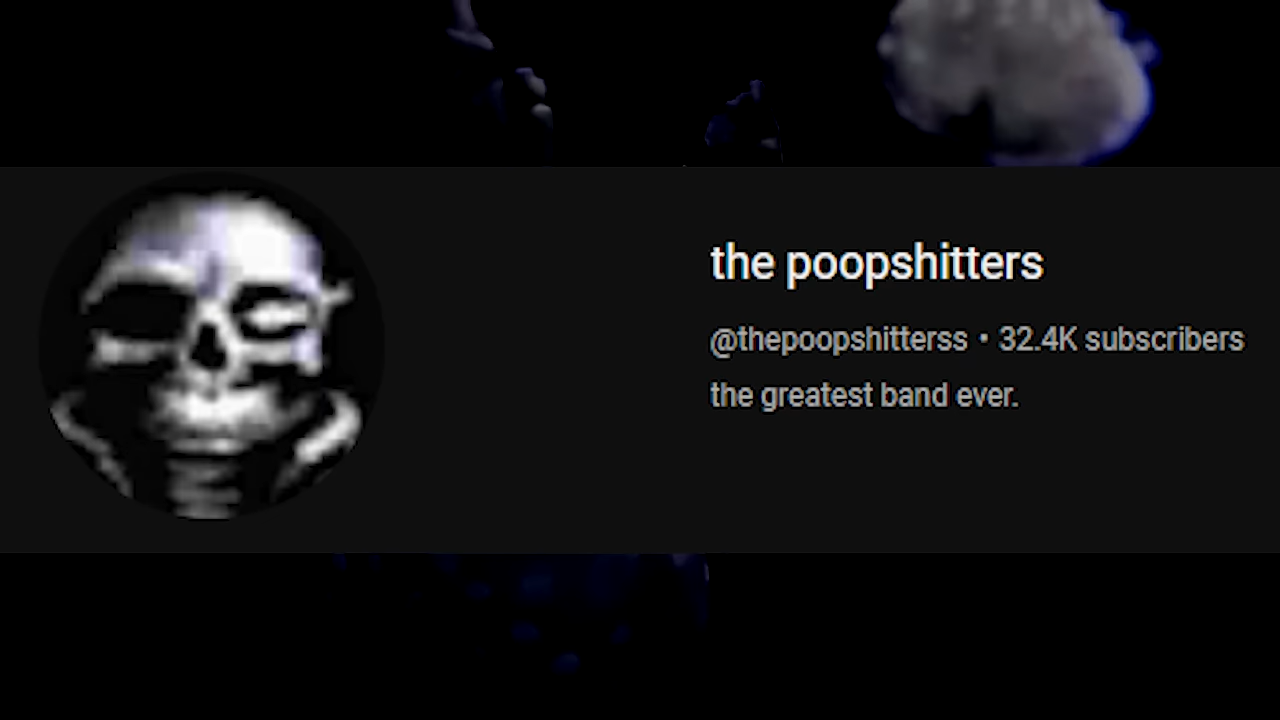 the poopshitters
@thepoopshitterss • 32.4K subscribers
the greatest band ever.